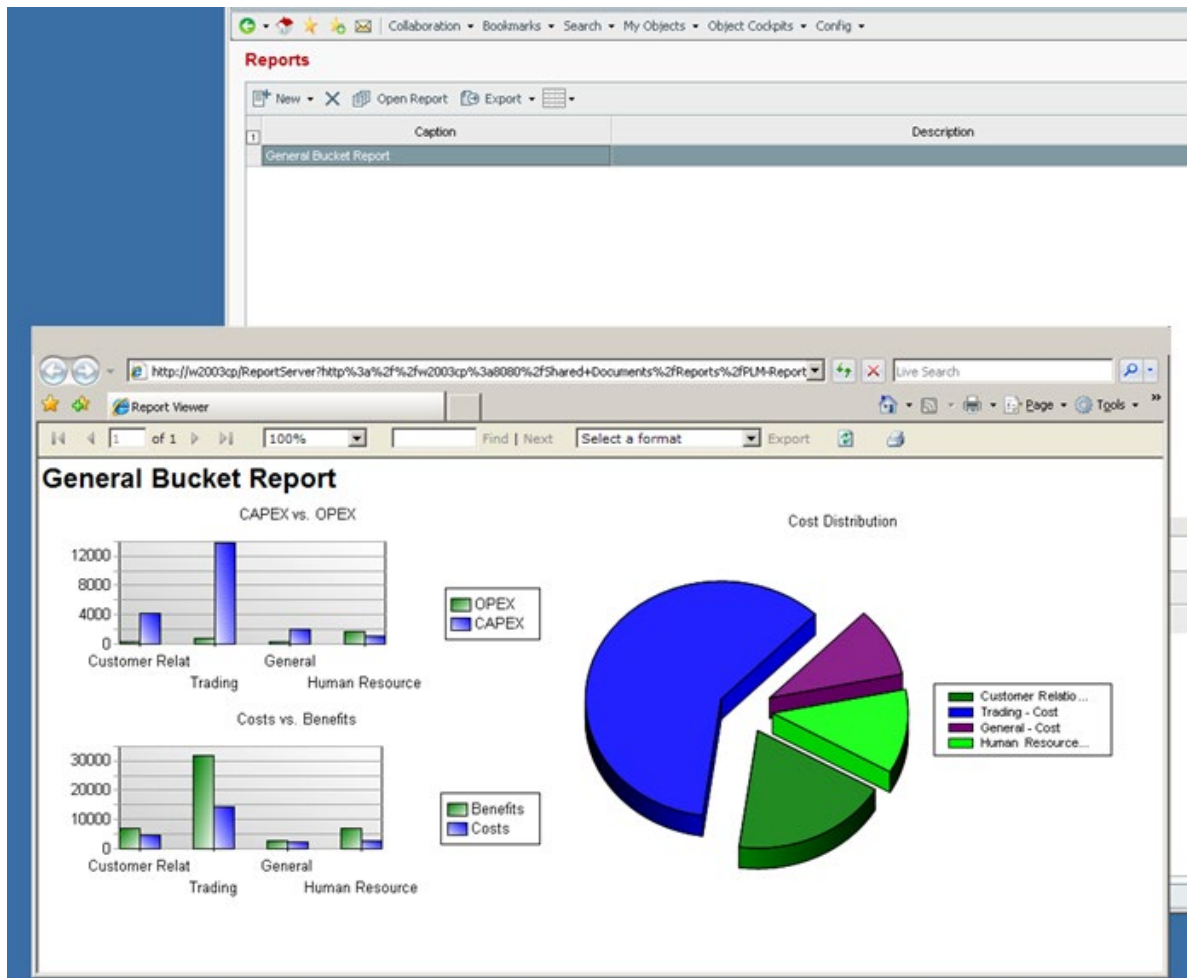 Collaboration Bookmarks Search My Objects Object Cockpits Config
Reports
New Open Report Export
1 Caption Description
General Bucket Report
http://w2003cp/ReportServer?http%3a%2f%2fw2003cp%3a8080%2fShared+Documents%2fReports%2fPLM-Report Live Search
Report Viewer Page Tools »
1 of 1 100% Find | Next Select a format Export
General Bucket Report
CAPEX vs. OPEX
12000
8000
4000
0
Customer Relat General
Trading Human Resource
OPEX
CAPEX
Costs vs. Benefits
30000
20000
10000
0
Customer Relat General
Trading Human Resource
Benefits
Costs
Cost Distribution
Customer Relatio...
Trading - Cost
General - Cost
Human Resource...